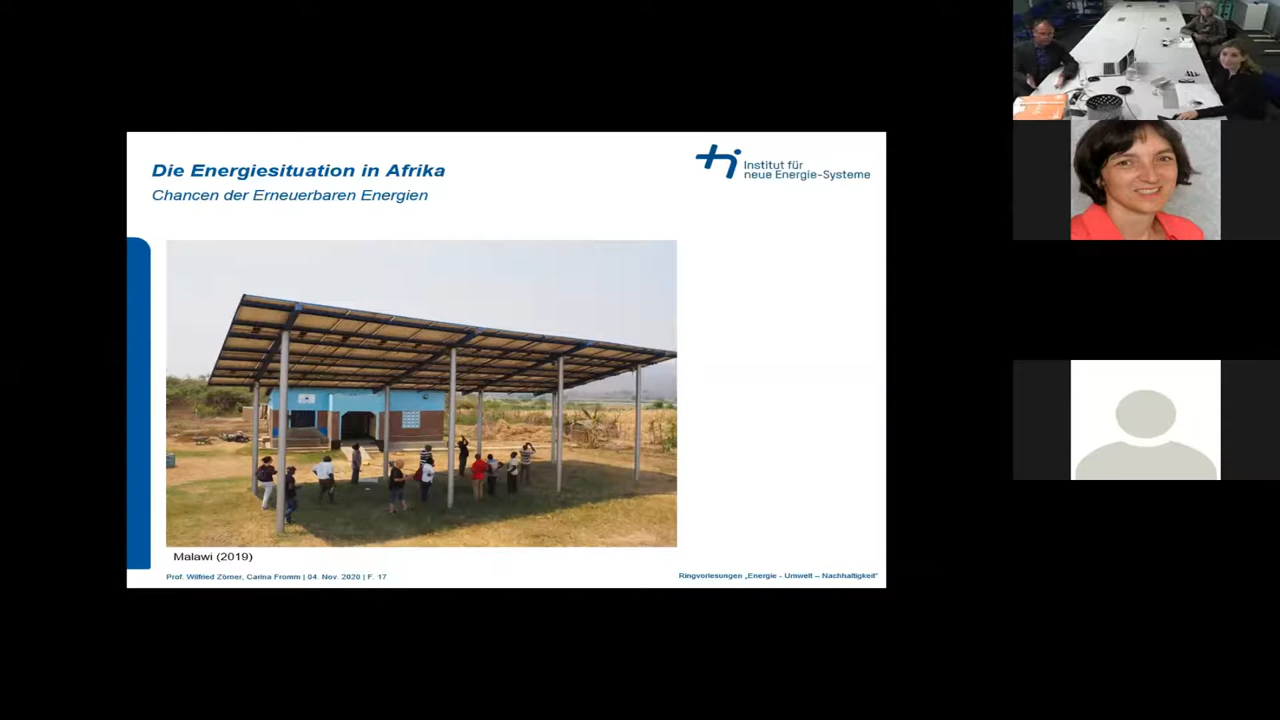 Die Energiesituation in Afrika
Chancen der Erneuerbaren Energien
Institut für
neue Energie-Systeme
Malawi (2019)
Prof. Wilfried Zörner, Carina Fromm | 04. Nov. 2020 | F. 17
Ringvorlesungen „Energie - Umwelt – Nachhaltigkeit“